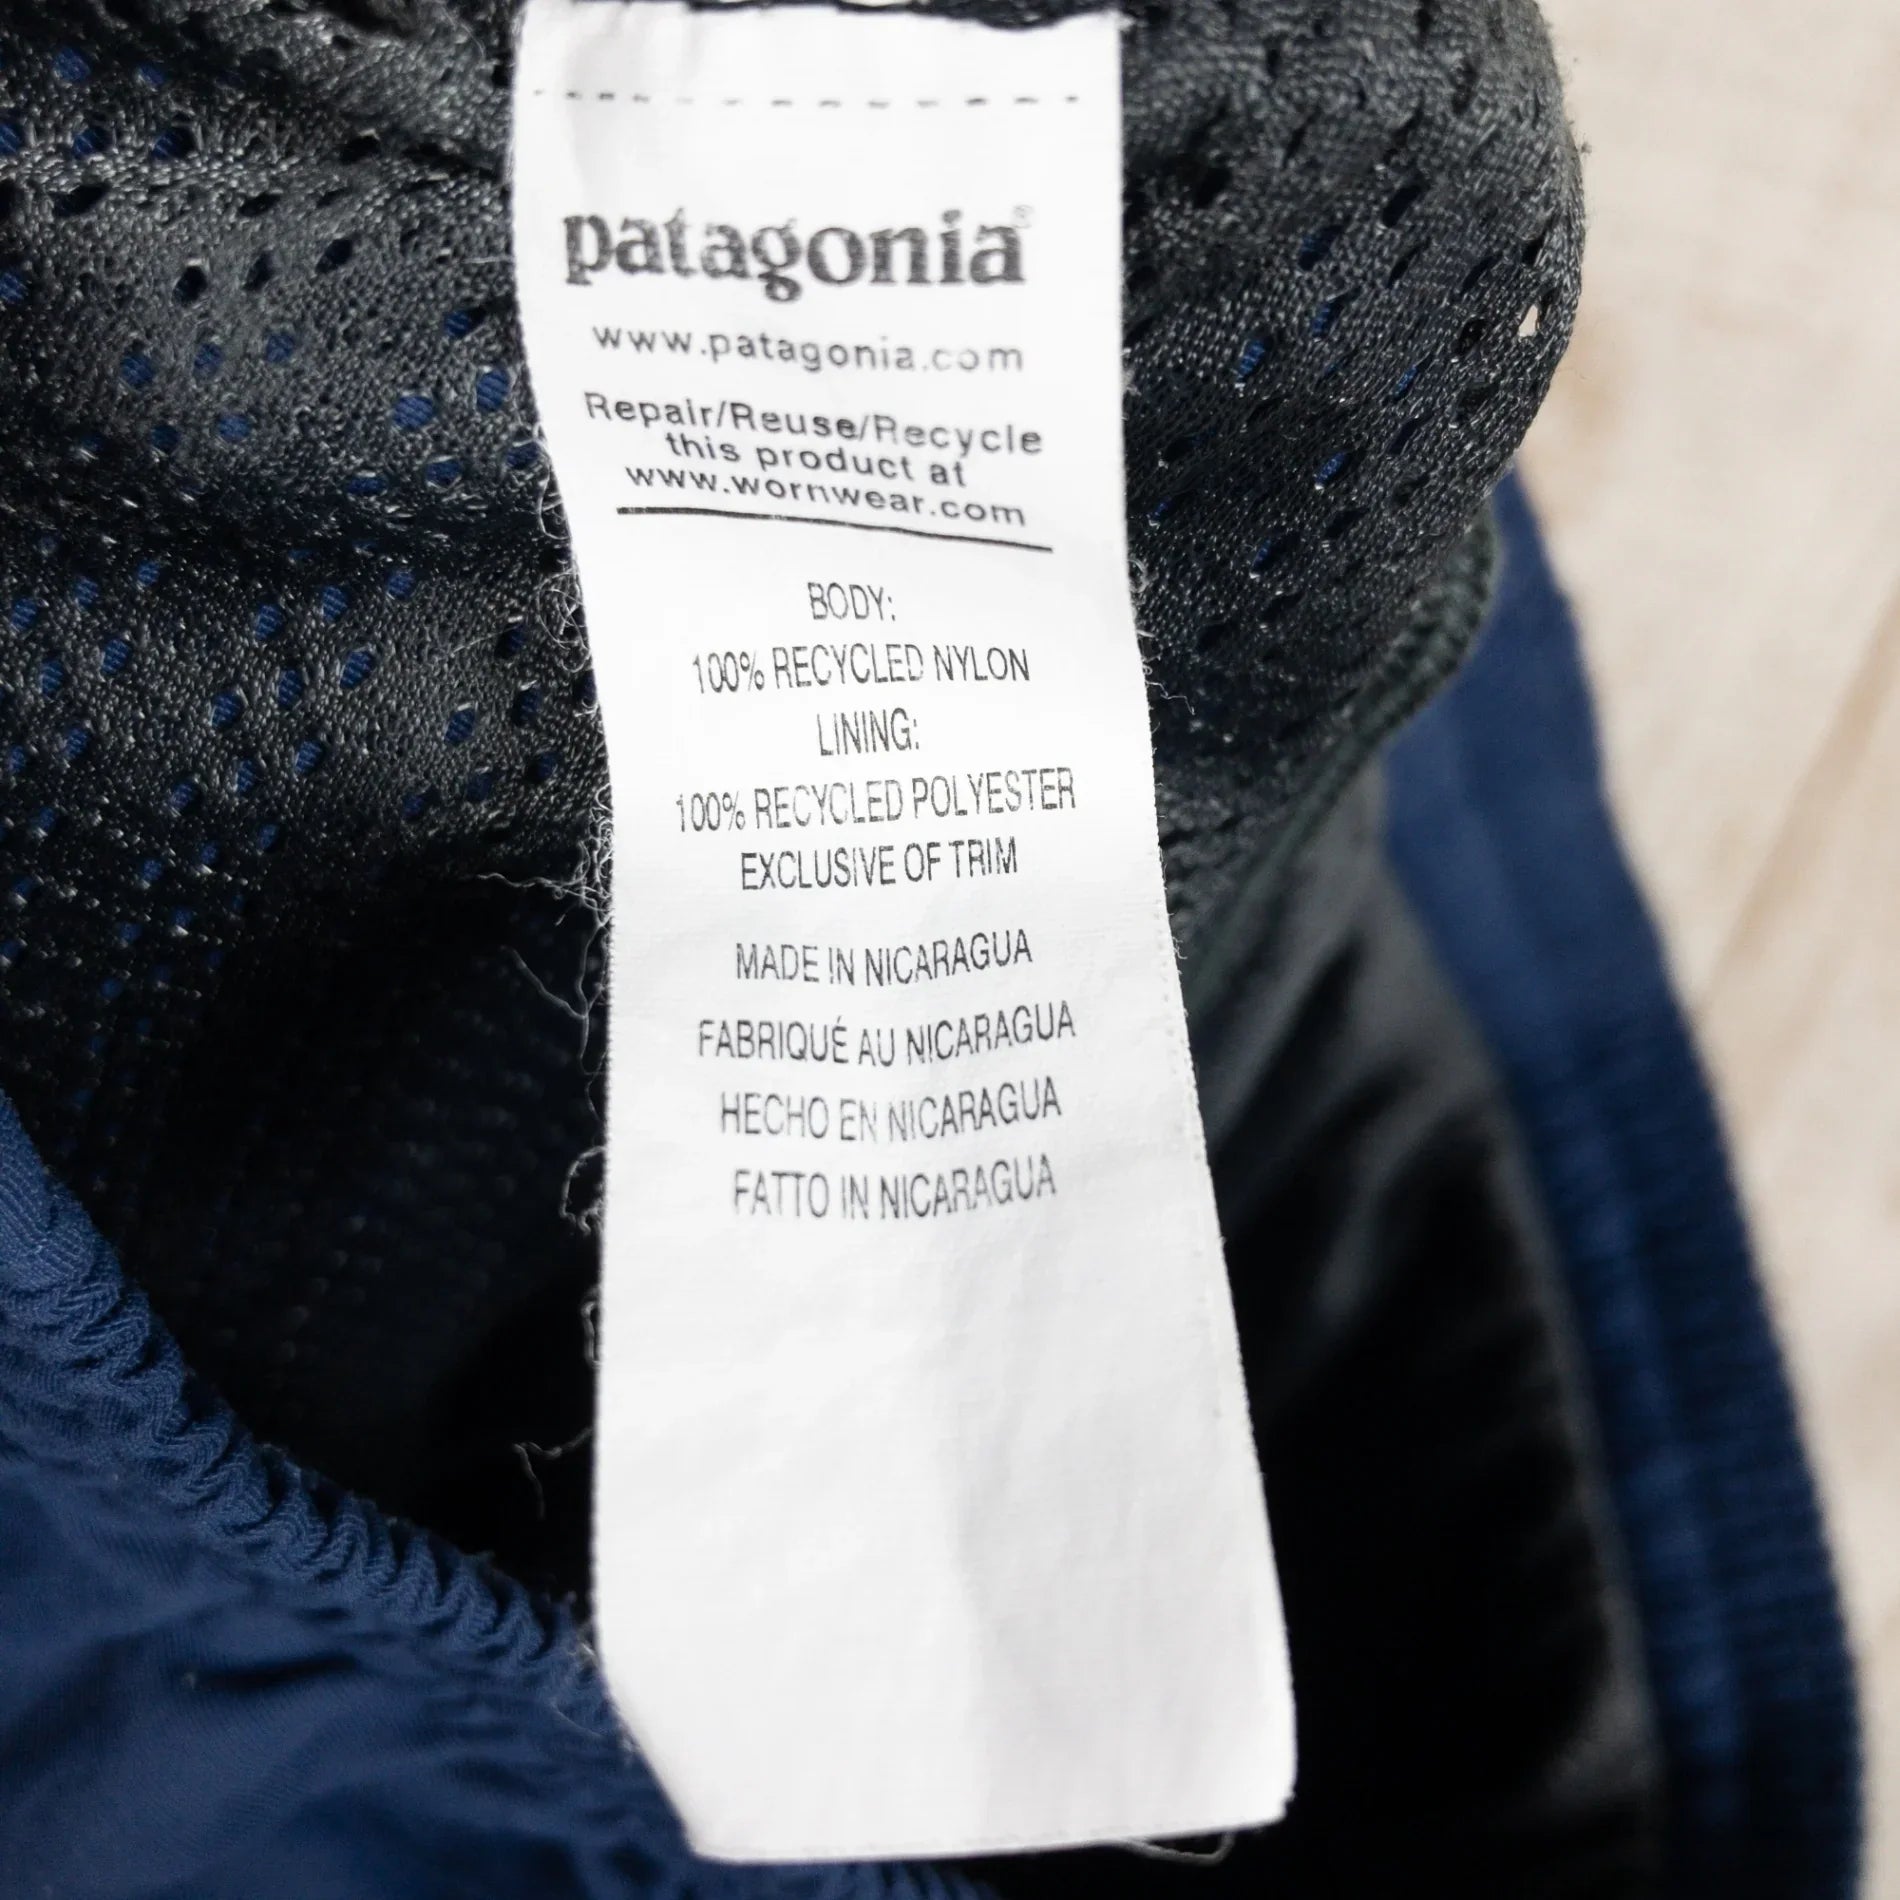 patagonia®
www.patagonia.com
Repair/Reuse/Recycle
this product at
www.wornwear.com
BODY:
100% RECYCLED NYLON
LINING:
100% RECYCLED POLYESTER
EXCLUSIVE OF TRIM
MADE IN NICARAGUA
FABRIQUÉ AU NICARAGUA
HECHO EN NICARAGUA
FATTO IN NICARAGUA